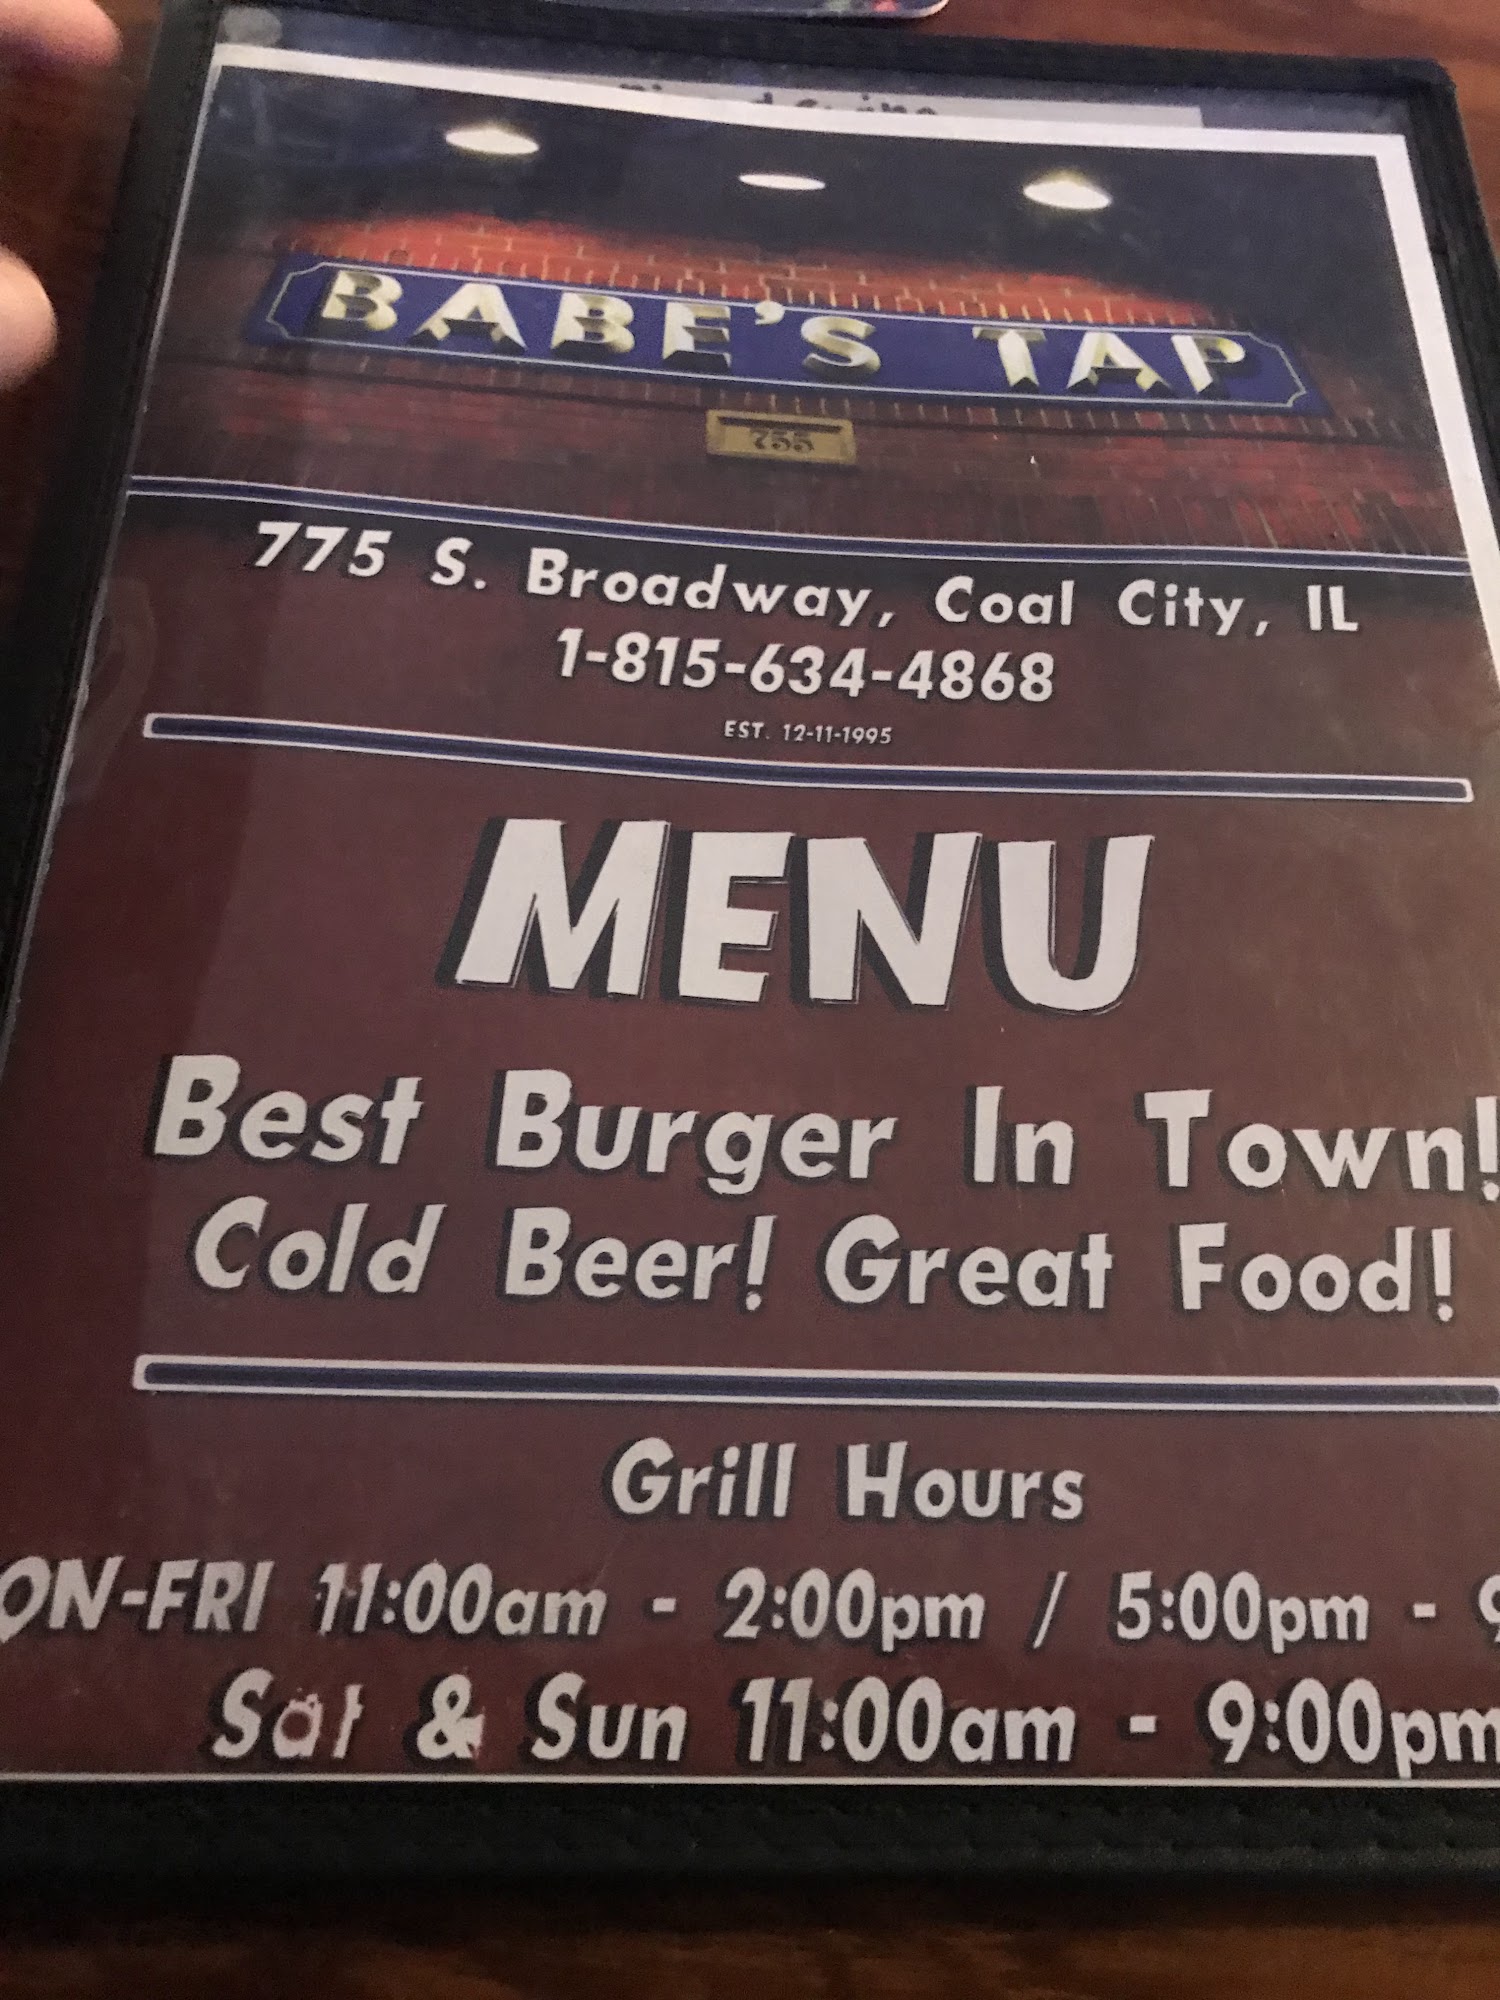 BABE'S TAP
755
775 S. Broadway, Coal City, IL
1-815-634-4868
EST. 12-11-1995
MENU
Best Burger In Town!
Cold Beer! Great Food!
Grill Hours
ON-FRI 11:00am - 2:00pm / 5:00pm - 9
Sat & Sun 11:00am - 9:00pm